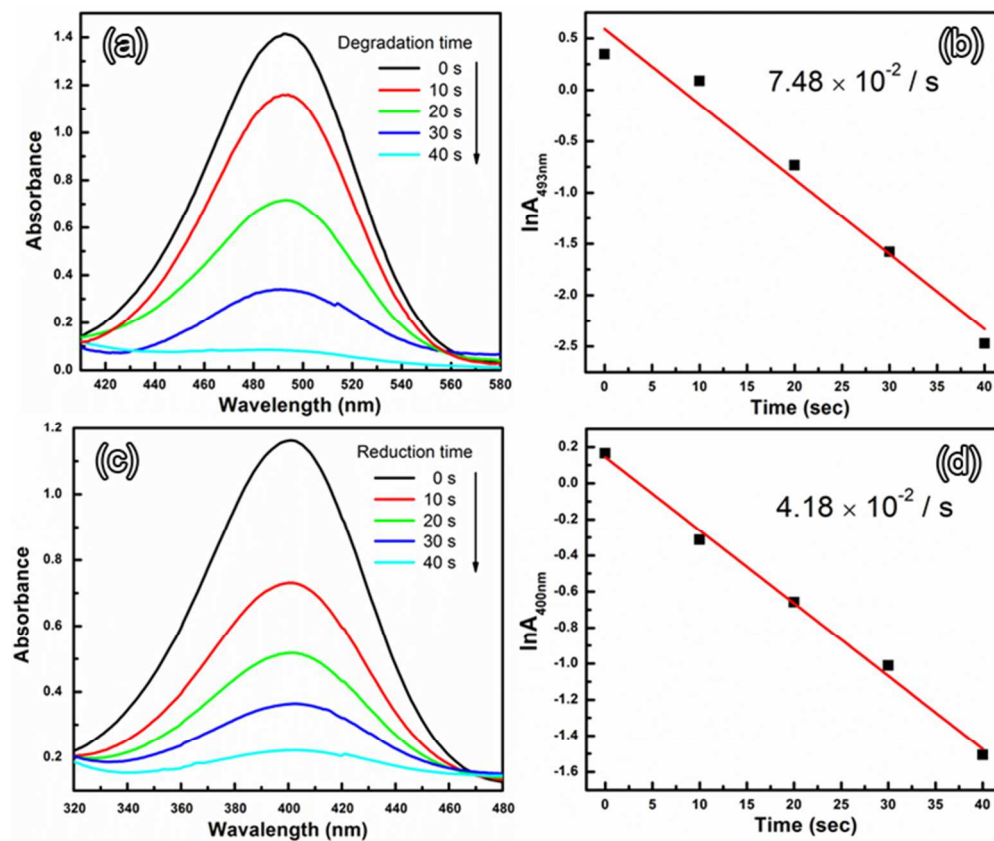 (a)
Degradation time
0 s
10 s
20 s
30 s
40 s
1.4
1.2
1.0
0.8
0.6
0.4
0.2
0.0
Absorbance
440
460
480
500
520
540
560
580
Wavelength (nm)
(b)
7.48 × 10-2 / s
0.5
0.0
-0.5
-1.0
-1.5
-2.0
-2.5
lnA493nm
0
5
10
15
20
25
30
35
40
Time (sec)
(c)
Reduction time
0 s
10 s
20 s
30 s
40 s
1.2
1.0
0.8
0.6
0.4
0.2
Absorbance
320
340
360
380
400
420
440
460
480
Wavelength (nm)
(d)
4.18 × 10-2 / s
0.2
0.0
-0.2
-0.4
-0.6
-0.8
-1.0
-1.2
-1.4
-1.6
lnA400nm
0
5
10
15
20
25
30
35
40
Time (sec)